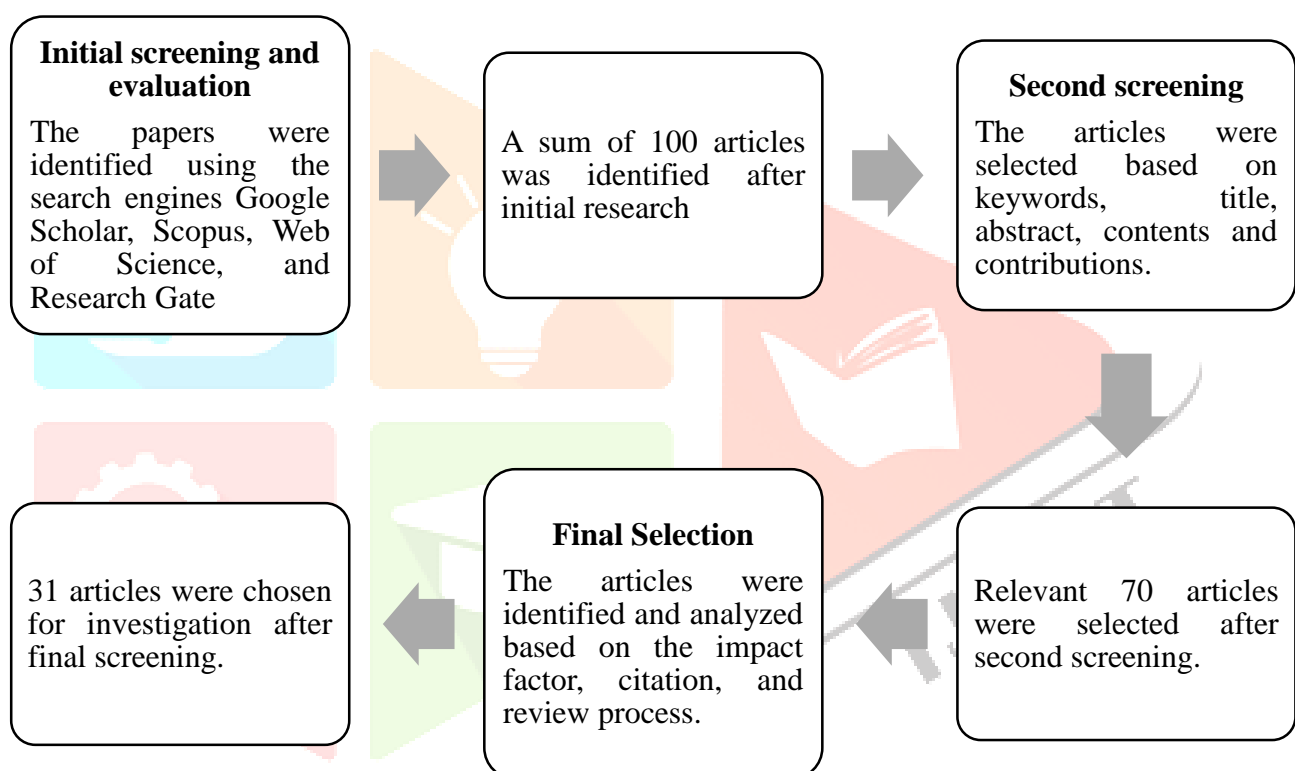 Initial screening and
evaluation
The papers were
identified using the
search engines Google
Scholar, Scopus, Web
of Science, and
Research Gate
A sum of 100 articles
was identified after
initial research
Second screening
The articles were
selected based on
keywords, title,
abstract, contents and
contributions.
Relevant 70 articles
were selected after
second screening.
Final Selection
The articles were
identified and analyzed
based on the impact
factor, citation, and
review process.
31 articles were chosen
for investigation after
final screening.